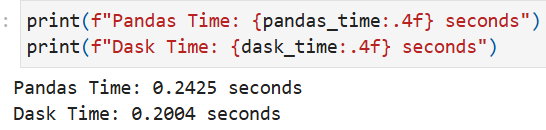 : print(f"Pandas Time: {pandas_time:.4f} seconds")
print(f"Dask Time: {dask_time:.4f} seconds")
Pandas Time: 0.2425 seconds
Dask Time: 0.2004 seconds